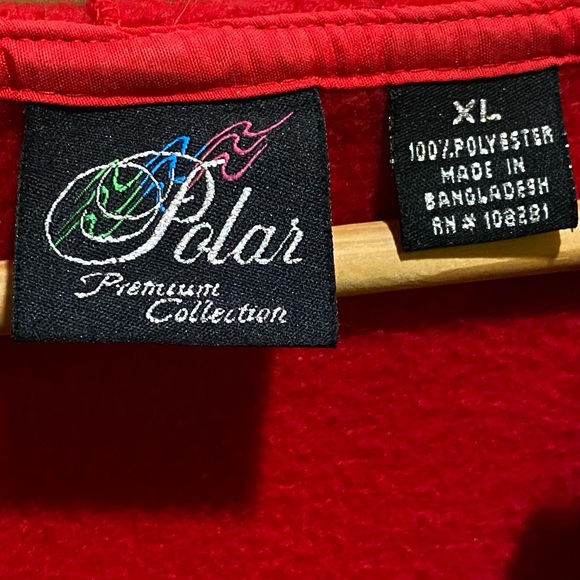 Polar
Premium
Collection
XL
100% POLYESTER
MADE IN
BANGLADESH
RN# 108281